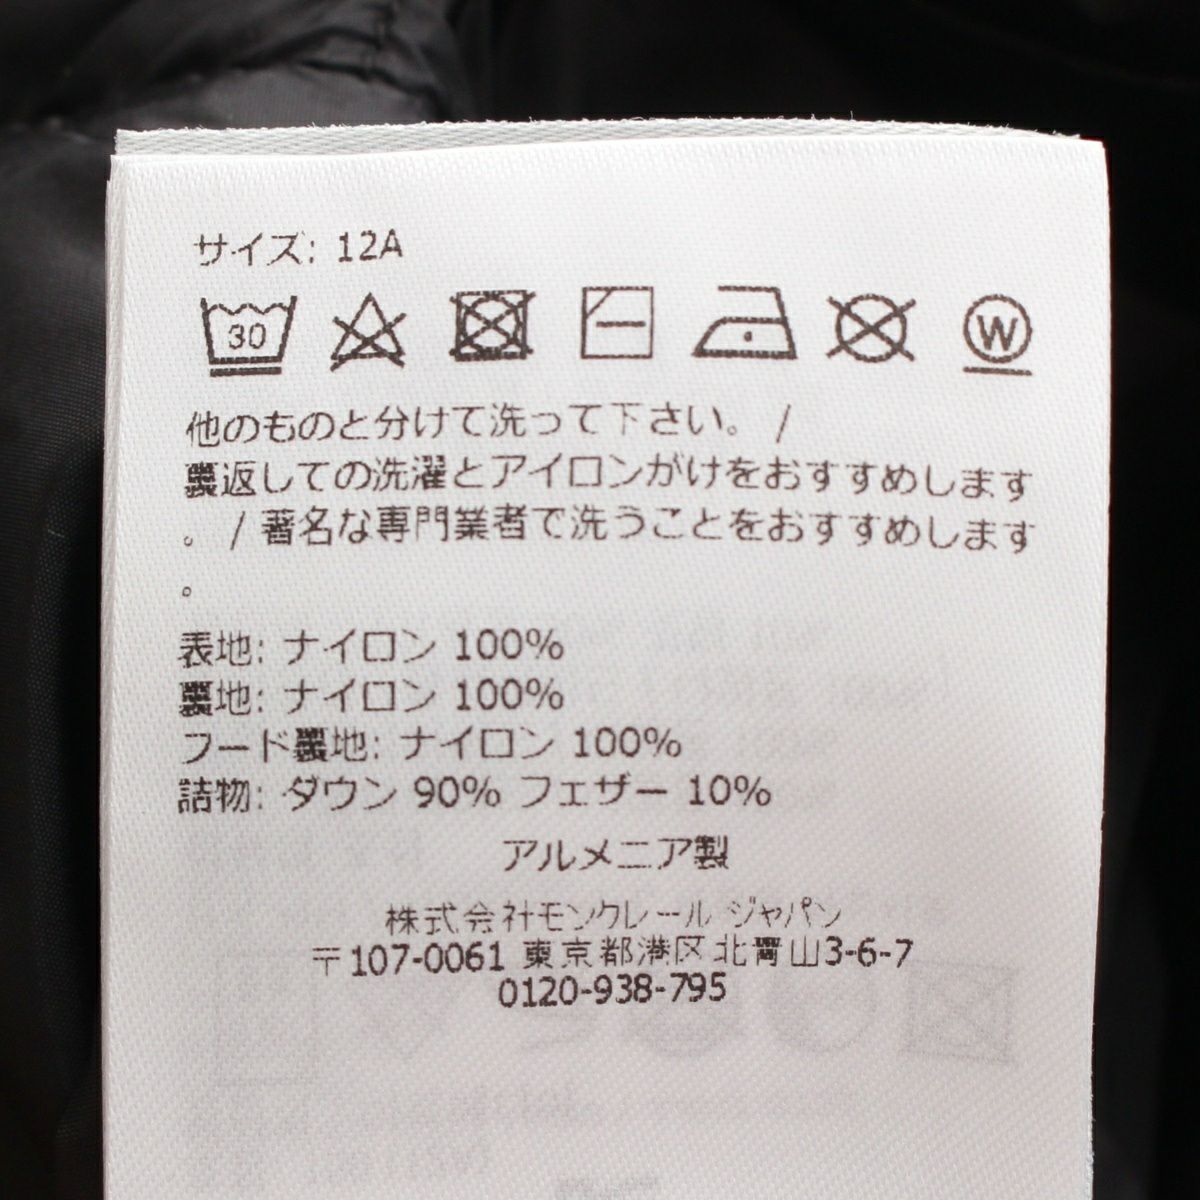 サイズ: 12A
30
W
他のものと分けて洗って下さい。 /
裏返しての洗濯とアイロンがけをおすすめします
。 / 著名な専門業者で洗うことをおすすめします
。
表地: ナイロン 100%
裏地: ナイロン 100%
フード裏地: ナイロン 100%
詰物: ダウン 90% フェザー 10%
アルメニア製
株式会社モンクレール ジャパン
〒107-0061 東京都港区北青山3-6-7
0120-938-795